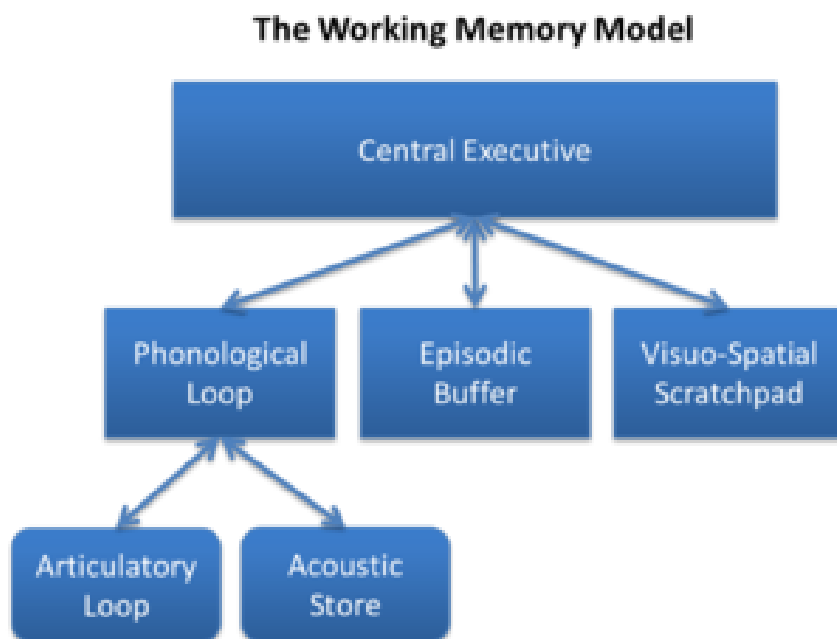 The Working Memory Model
Central Executive
Phonological
Loop
Episodic
Buffer
Visuo-Spatial
Scratchpad
Articulatory
Loop
Acoustic
Store